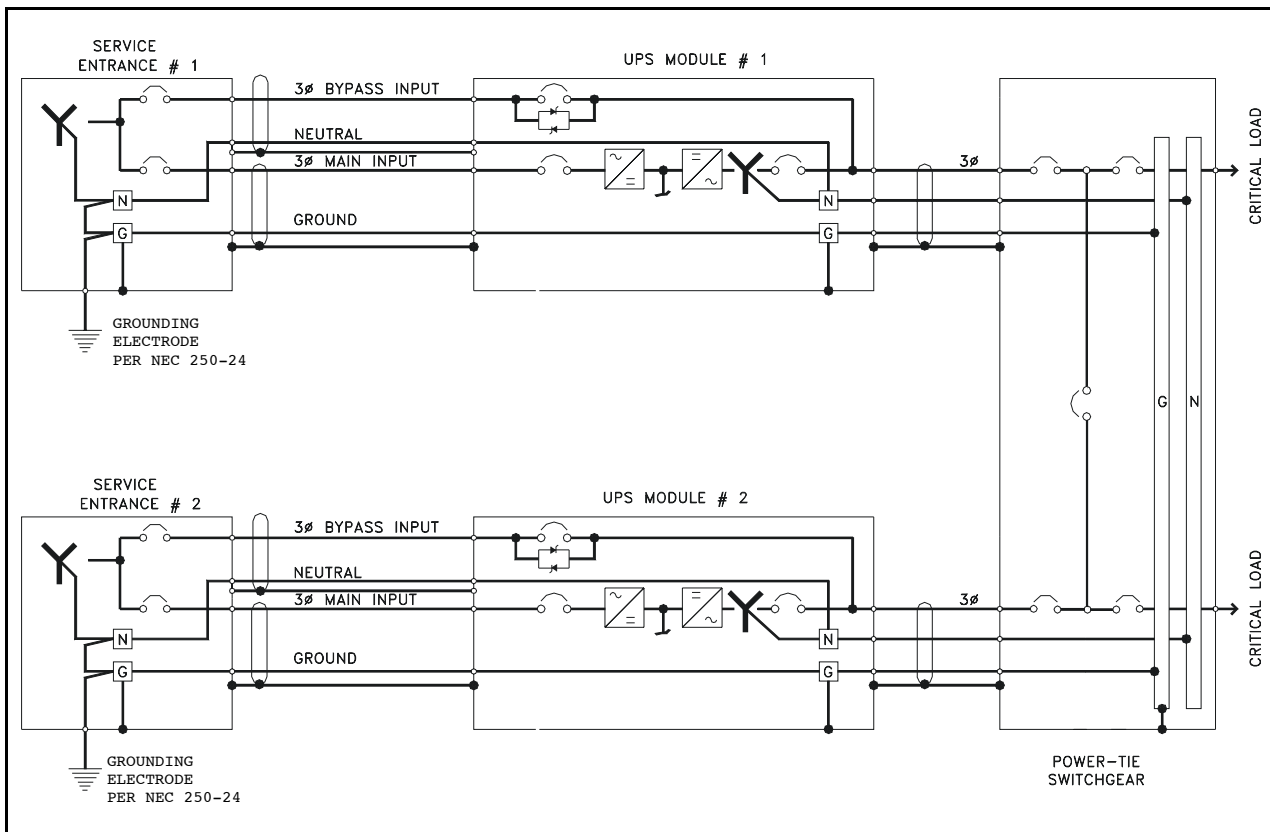 SERVICE
ENTRANCE # 1
UPS MODULE # 1
3ø BYPASS INPUT
NEUTRAL
3ø MAIN INPUT
3ø
N
N
GROUND
G
G
CRITICAL LOAD
GROUNDING
ELECTRODE
PER NEC 250-24
G
N
SERVICE
ENTRANCE # 2
UPS MODULE # 2
3ø BYPASS INPUT
NEUTRAL
3ø MAIN INPUT
3ø
N
N
GROUND
G
G
CRITICAL LOAD
GROUNDING
ELECTRODE
PER NEC 250-24
POWER-TIE
SWITCHGEAR